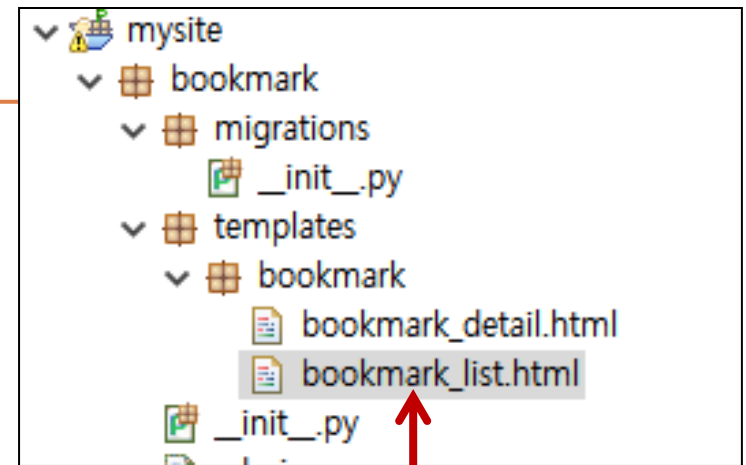 mysite
bookmark
migrations
__init__.py
templates
bookmark
bookmark_detail.html
bookmark_list.html
__init__.py